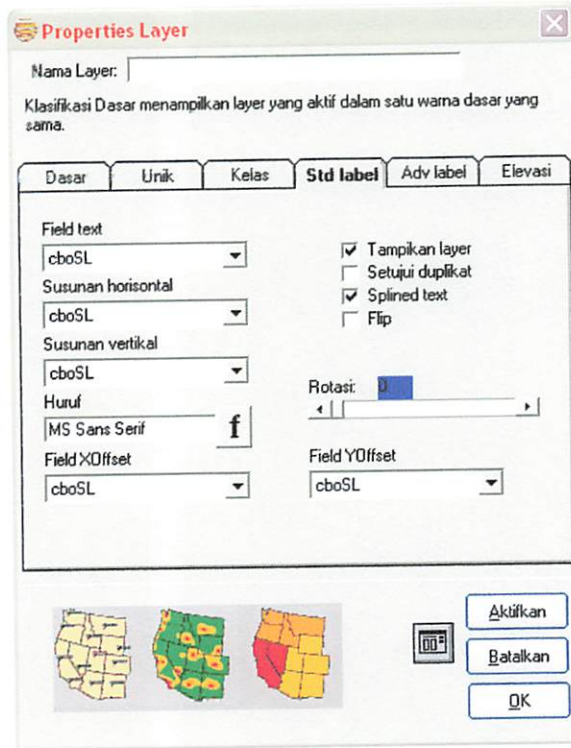 Properties Layer
Nama Layer:
Klasifikasi Dasar menampilkan layer yang aktif dalam satu warna dasar yang
sama.
Dasar Unik Kelas Std label Adv label Elevasi
Field text
cboSL
Susunan horisontal
cboSL
Susunan vertikal
cboSL
Huruf
MS Sans Serif f
Field XOffset
cboSL
Tampikan layer
Setujui duplikat
Splined text
Flip
Rotasi: 0
Field YOffset
cboSL
Aktifkan
Batalkan
OK